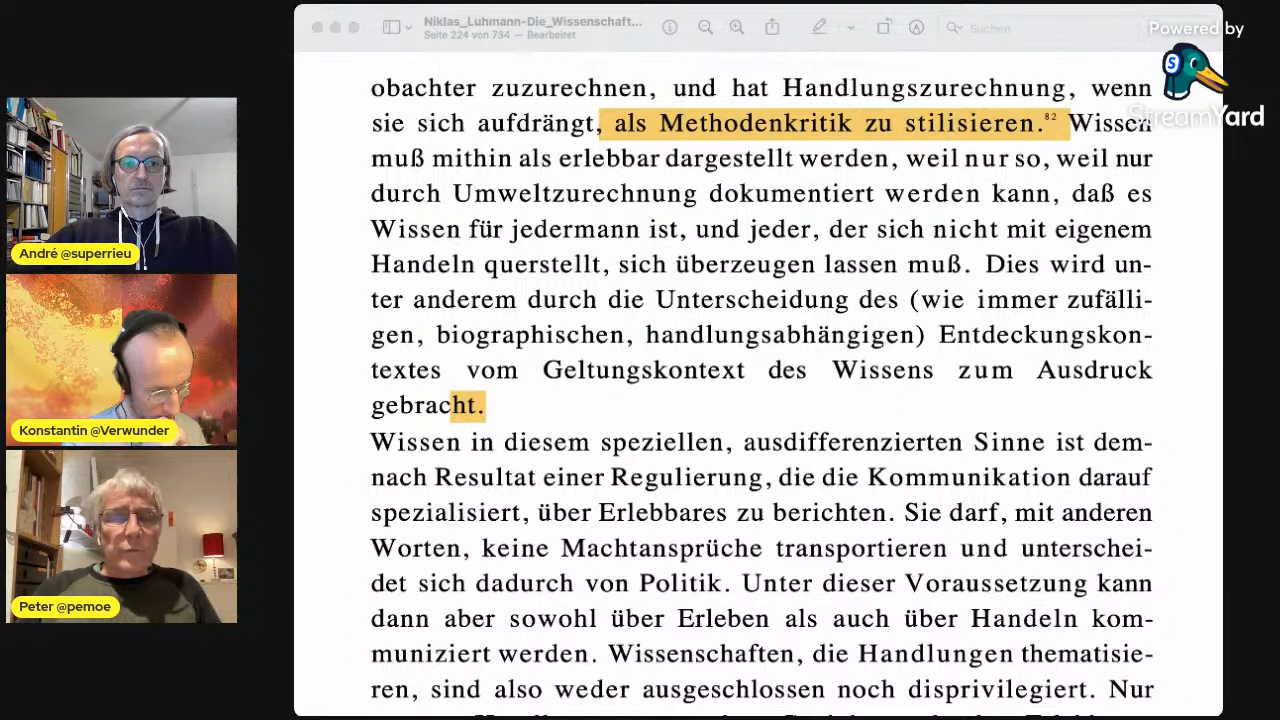 Niklas_Luhmann-Die_Wissenschaft...
Seite 224 von 734 — Bearbeitet
Suchen
Powered by
StreamYard
obachter zuzurechnen, und hat Handlungszurechnung, wenn
sie sich aufdrängt, als Methodenkritik zu stilisieren.⁸² Wissen
muß mithin als erlebbar dargestellt werden, weil nur so, weil nur
durch Umweltzurechnung dokumentiert werden kann, daß es
Wissen für jedermann ist, und jeder, der sich nicht mit eigenem
Handeln querstellt, sich überzeugen lassen muß. Dies wird un-
ter anderem durch die Unterscheidung des (wie immer zufälli-
gen, biographischen, handlungsabhängigen) Entdeckungskon-
textes vom Geltungskontext des Wissens zum Ausdruck
gebracht.
Wissen in diesem speziellen, ausdifferenzierten Sinne ist dem-
nach Resultat einer Regulierung, die die Kommunikation darauf
spezialisiert, über Erlebbares zu berichten. Sie darf, mit anderen
Worten, keine Machtansprüche transportieren und unterschei-
det sich dadurch von Politik. Unter dieser Voraussetzung kann
dann aber sowohl über Erleben als auch über Handeln kom-
muniziert werden. Wissenschaften, die Handlungen thematisie-
ren, sind also weder ausgeschlossen noch disprivilegiert. Nur
André @superrieu
Konstantin @Verwunder
Peter @pemoe